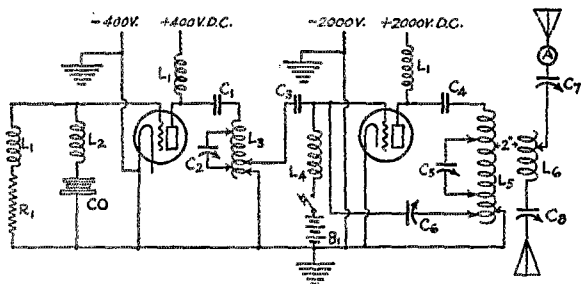 -400V. +400V.D.C. -2000V. +2000V.D.C.
L1 C1 C3 L1 C4 A C7
L1 L2 C2 L3 L4 C5 2" L5 L6
R1 CO B1 C6 C8